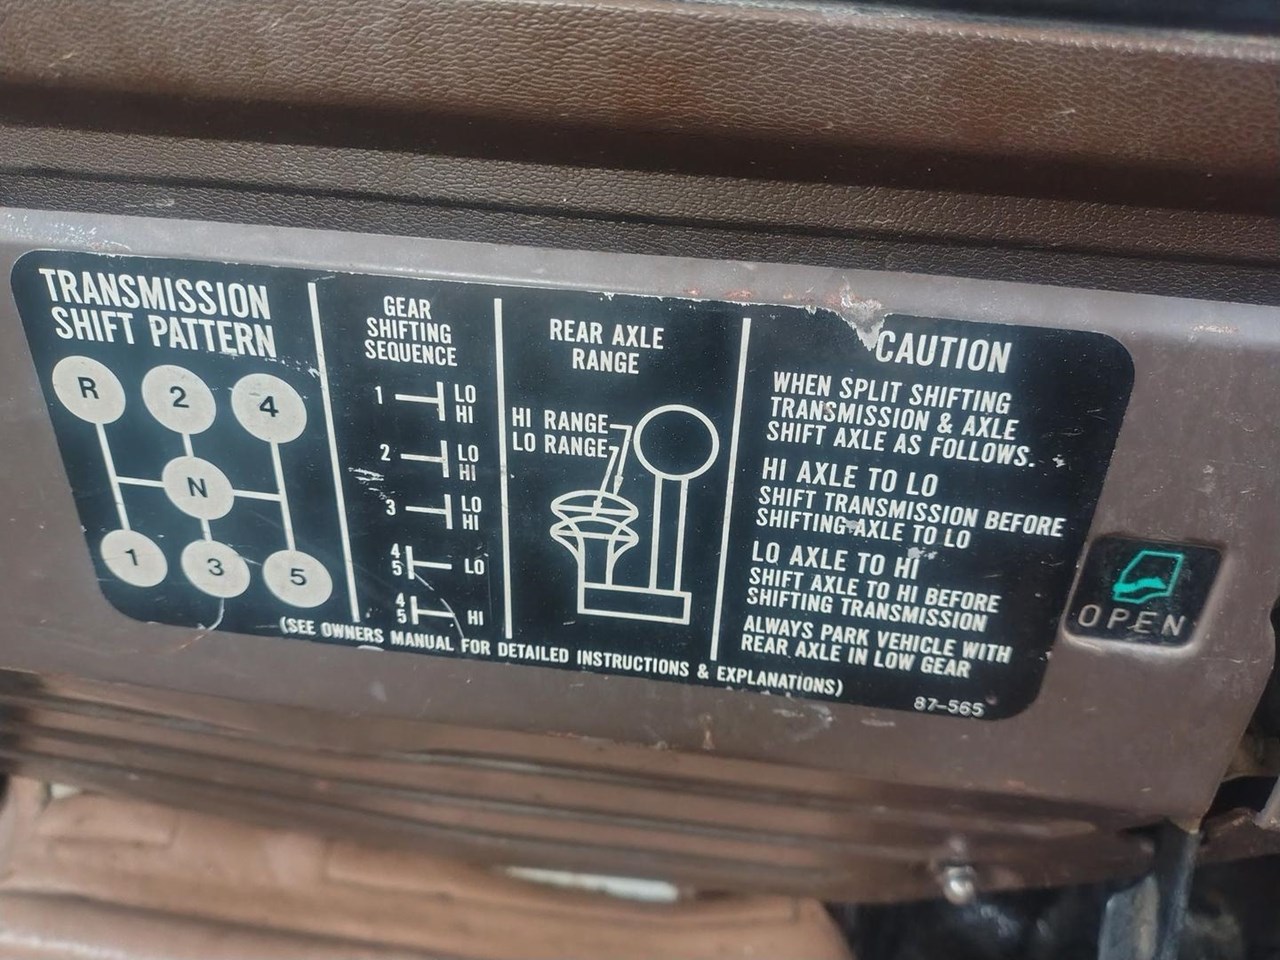 TRANSMISSION
SHIFT PATTERN
R 2 4
N
1 3 5
GEAR
SHIFTING
SEQUENCE
1 LO
HI
2 LO
HI
3 LO
HI
4
5 LO
4
5 HI
REAR AXLE
RANGE
HI RANGE
LO RANGE
CAUTION
WHEN SPLIT SHIFTING
TRANSMISSION & AXLE
SHIFT AXLE AS FOLLOWS.
HI AXLE TO LO
SHIFT TRANSMISSION BEFORE
SHIFTING AXLE TO LO
LO AXLE TO HI
SHIFT AXLE TO HI BEFORE
SHIFTING TRANSMISSION
ALWAYS PARK VEHICLE WITH
REAR AXLE IN LOW GEAR
(SEE OWNERS MANUAL FOR DETAILED INSTRUCTIONS & EXPLANATIONS)
87-565
OPEN